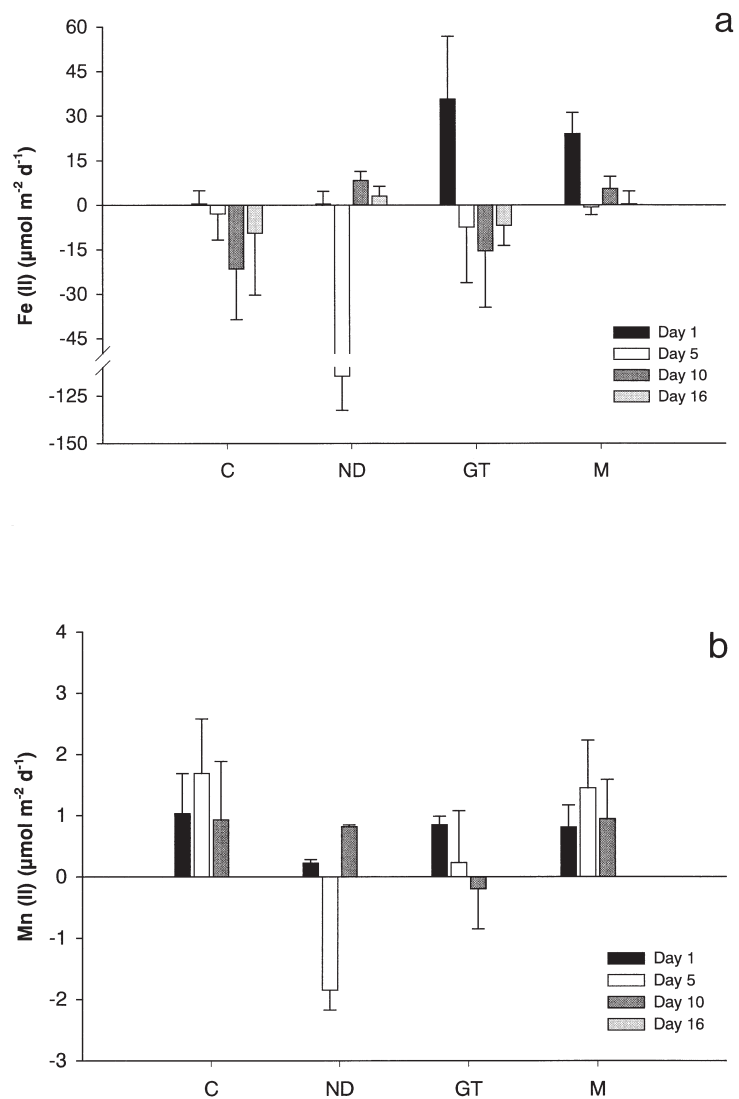 a
60
45
30
15
0
-15
-30
-45
-125
-150
Fe (II) (μmol m-2 d-1)
Day 1
Day 5
Day 10
Day 16
C ND GT M
b
4
3
2
1
0
-1
-2
-3
Mn (II) (μmol m-2 d-1)
Day 1
Day 5
Day 10
Day 16
C ND GT M